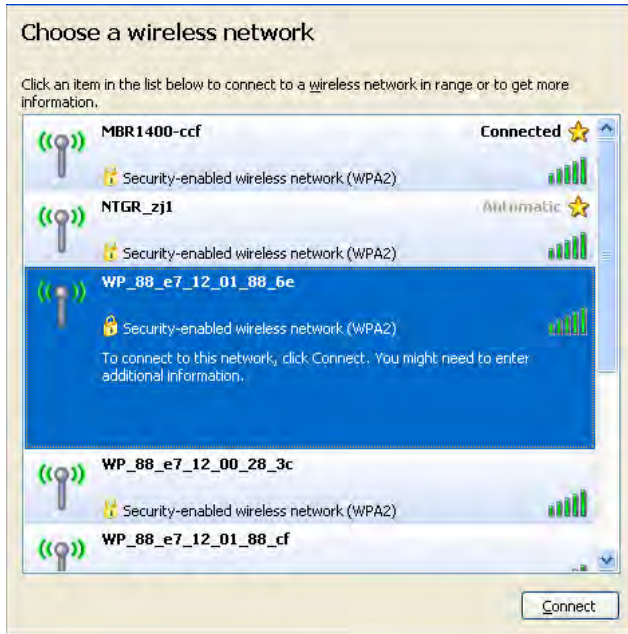 Choose a wireless network
Click an item in the list below to connect to a wireless network in range or to get more
information.
MBR1400-ccf Connected
Security-enabled wireless network (WPA2)
NTGR_zj1 Automatic
Security-enabled wireless network (WPA2)
WP_88_e7_12_01_88_6e
Security-enabled wireless network (WPA2)
To connect to this network, click Connect. You might need to enter
additional information.
WP_88_e7_12_00_28_3c
Security-enabled wireless network (WPA2)
WP_88_e7_12_01_88_cf
Connect